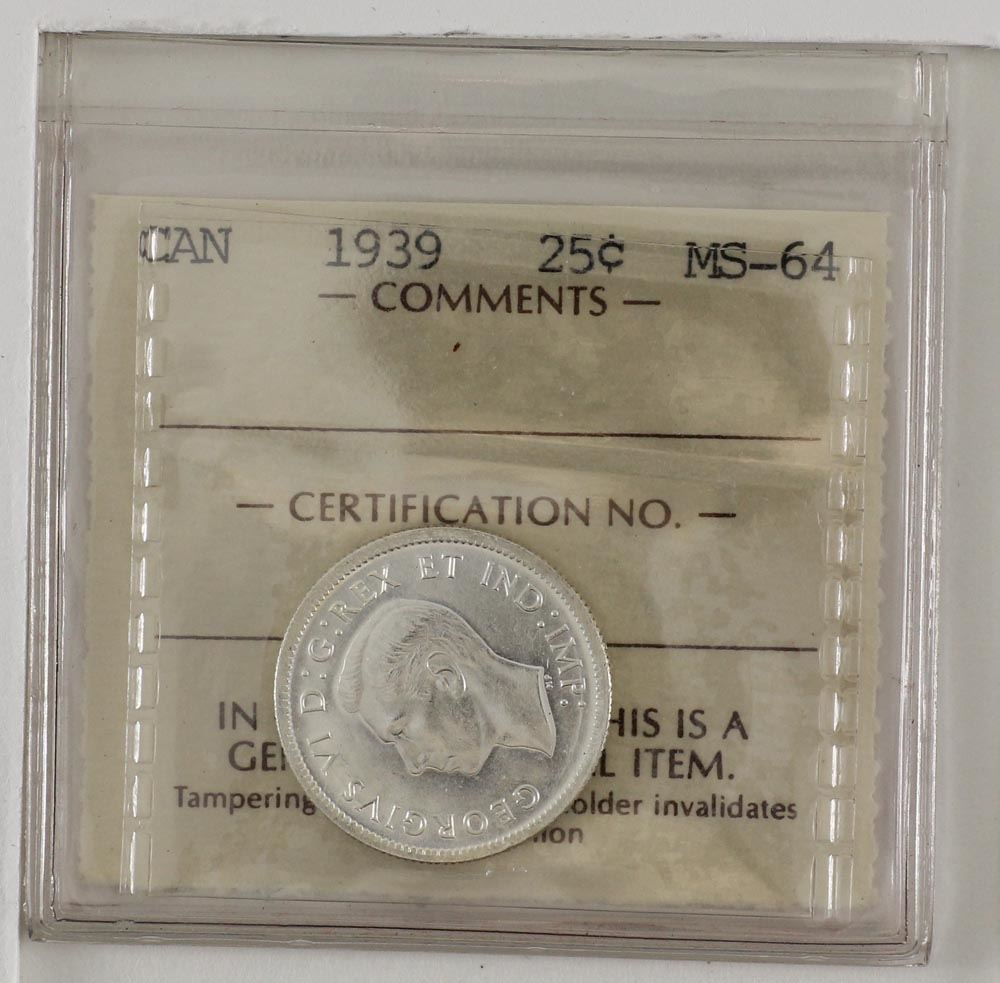 CAN 1939 25¢ MS-64
— COMMENTS —
— CERTIFICATION NO. —
IN HIS IS A
GE L ITEM.
Tampering older invalidates
ion
GEORGIVS VI D:G:REX ET IND:IMP: